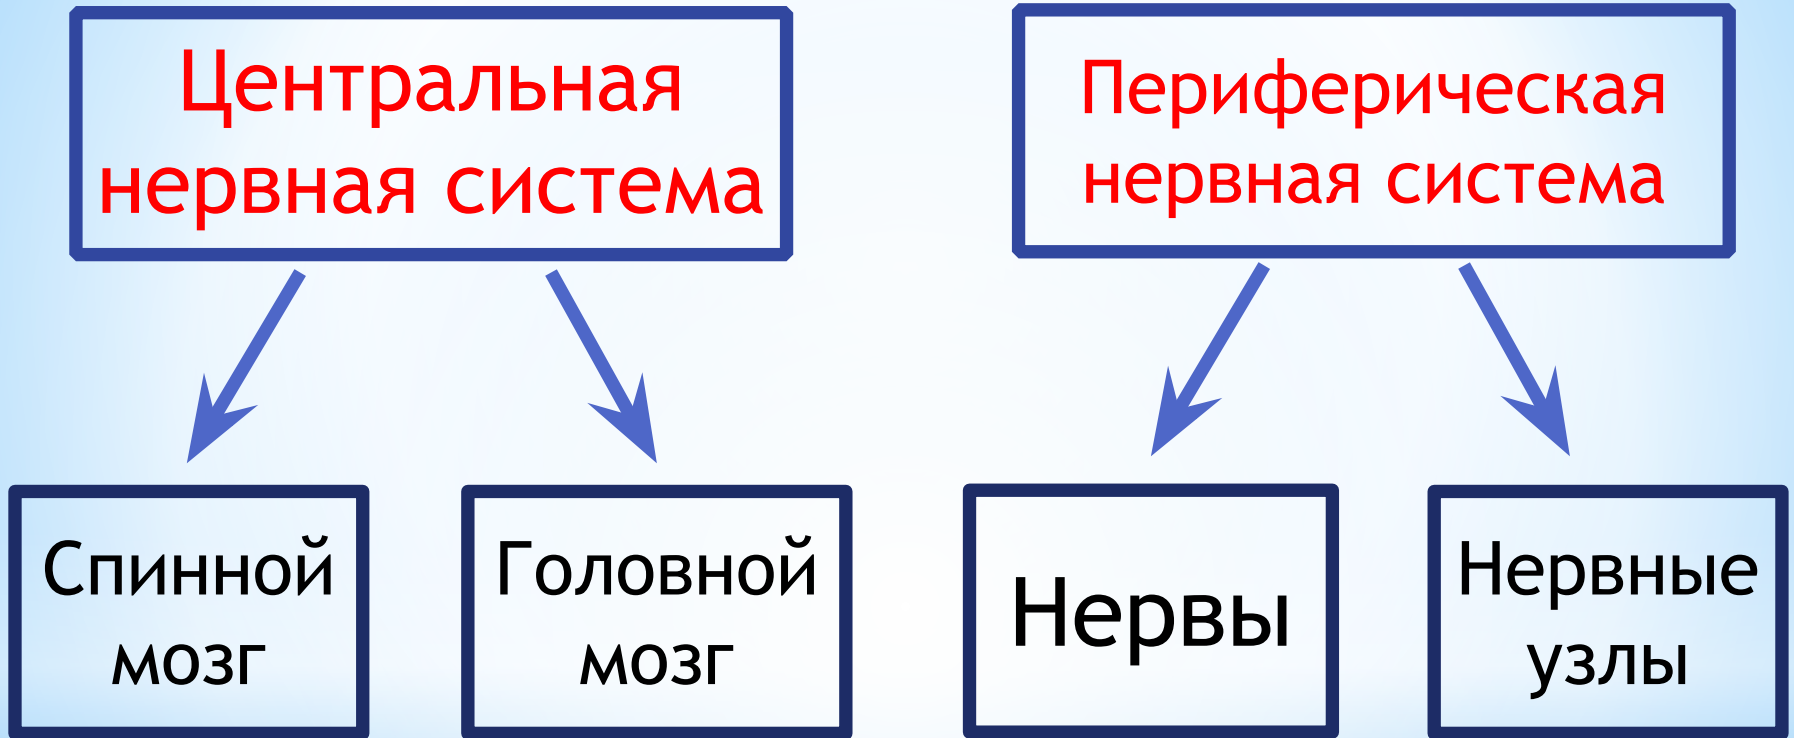 Центральная
нервная система
Периферическая
нервная система
Спинной
мозг
Головной
мозг
Нервы
Нервные
узлы